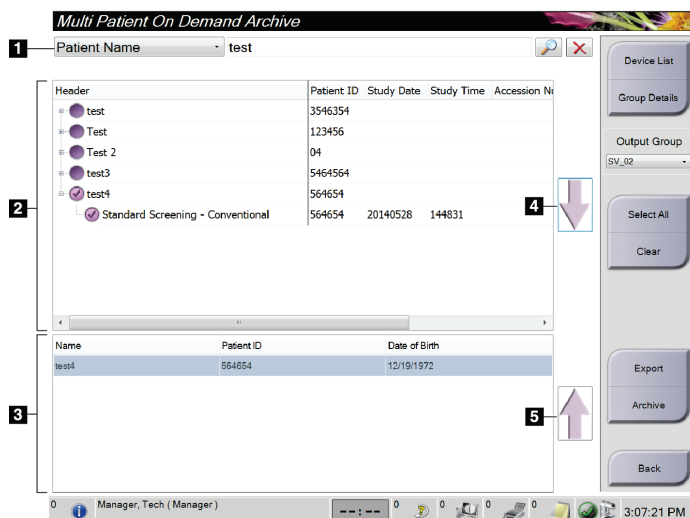 Multi Patient On Demand Archive
1 Patient Name test
Device List
Group Details
Output Group
SV_02
Select All
Clear
Export
Archive
Back
2
Header Patient ID Study Date Study Time Accession Nu
test 3546354
Test 123456
Test 2 04
test3 5464564
test4 564654
Standard Screening - Conventional 564654 20140528 144831
4
3
Name Patient ID Date of Birth
test4 564654 12/19/1972
5
0 Manager, Tech ( Manager ) --:-- 0 0 0 0 3:07:21 PM